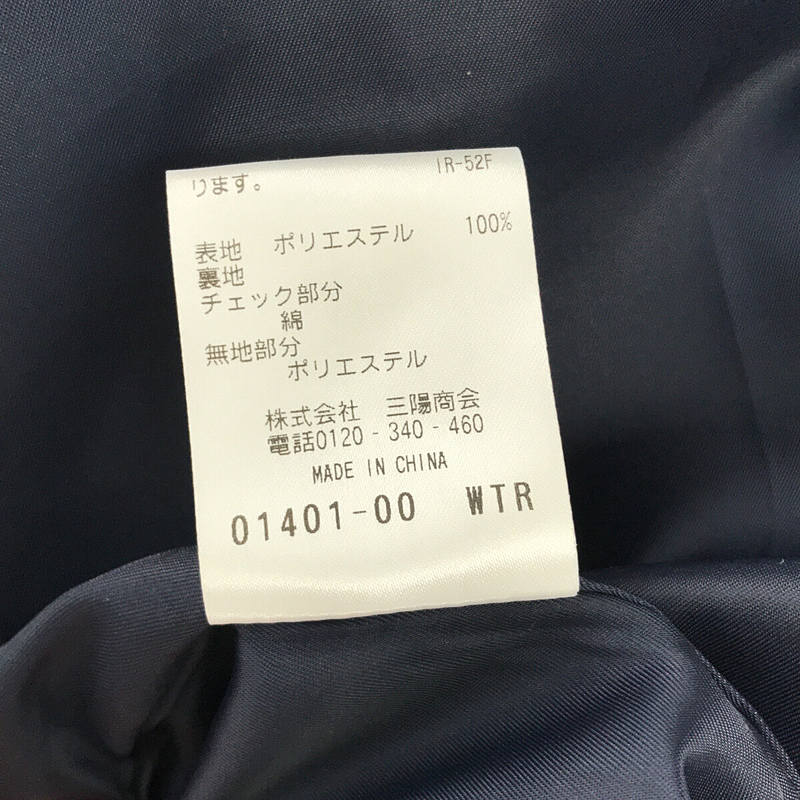 ります。 IR-52F
表地 ポリエステル 100%
裏地
チェック部分
綿
無地部分
ポリエステル
株式会社 三陽商会
電話0120-340-460
MADE IN CHINA
01401-00 WTR